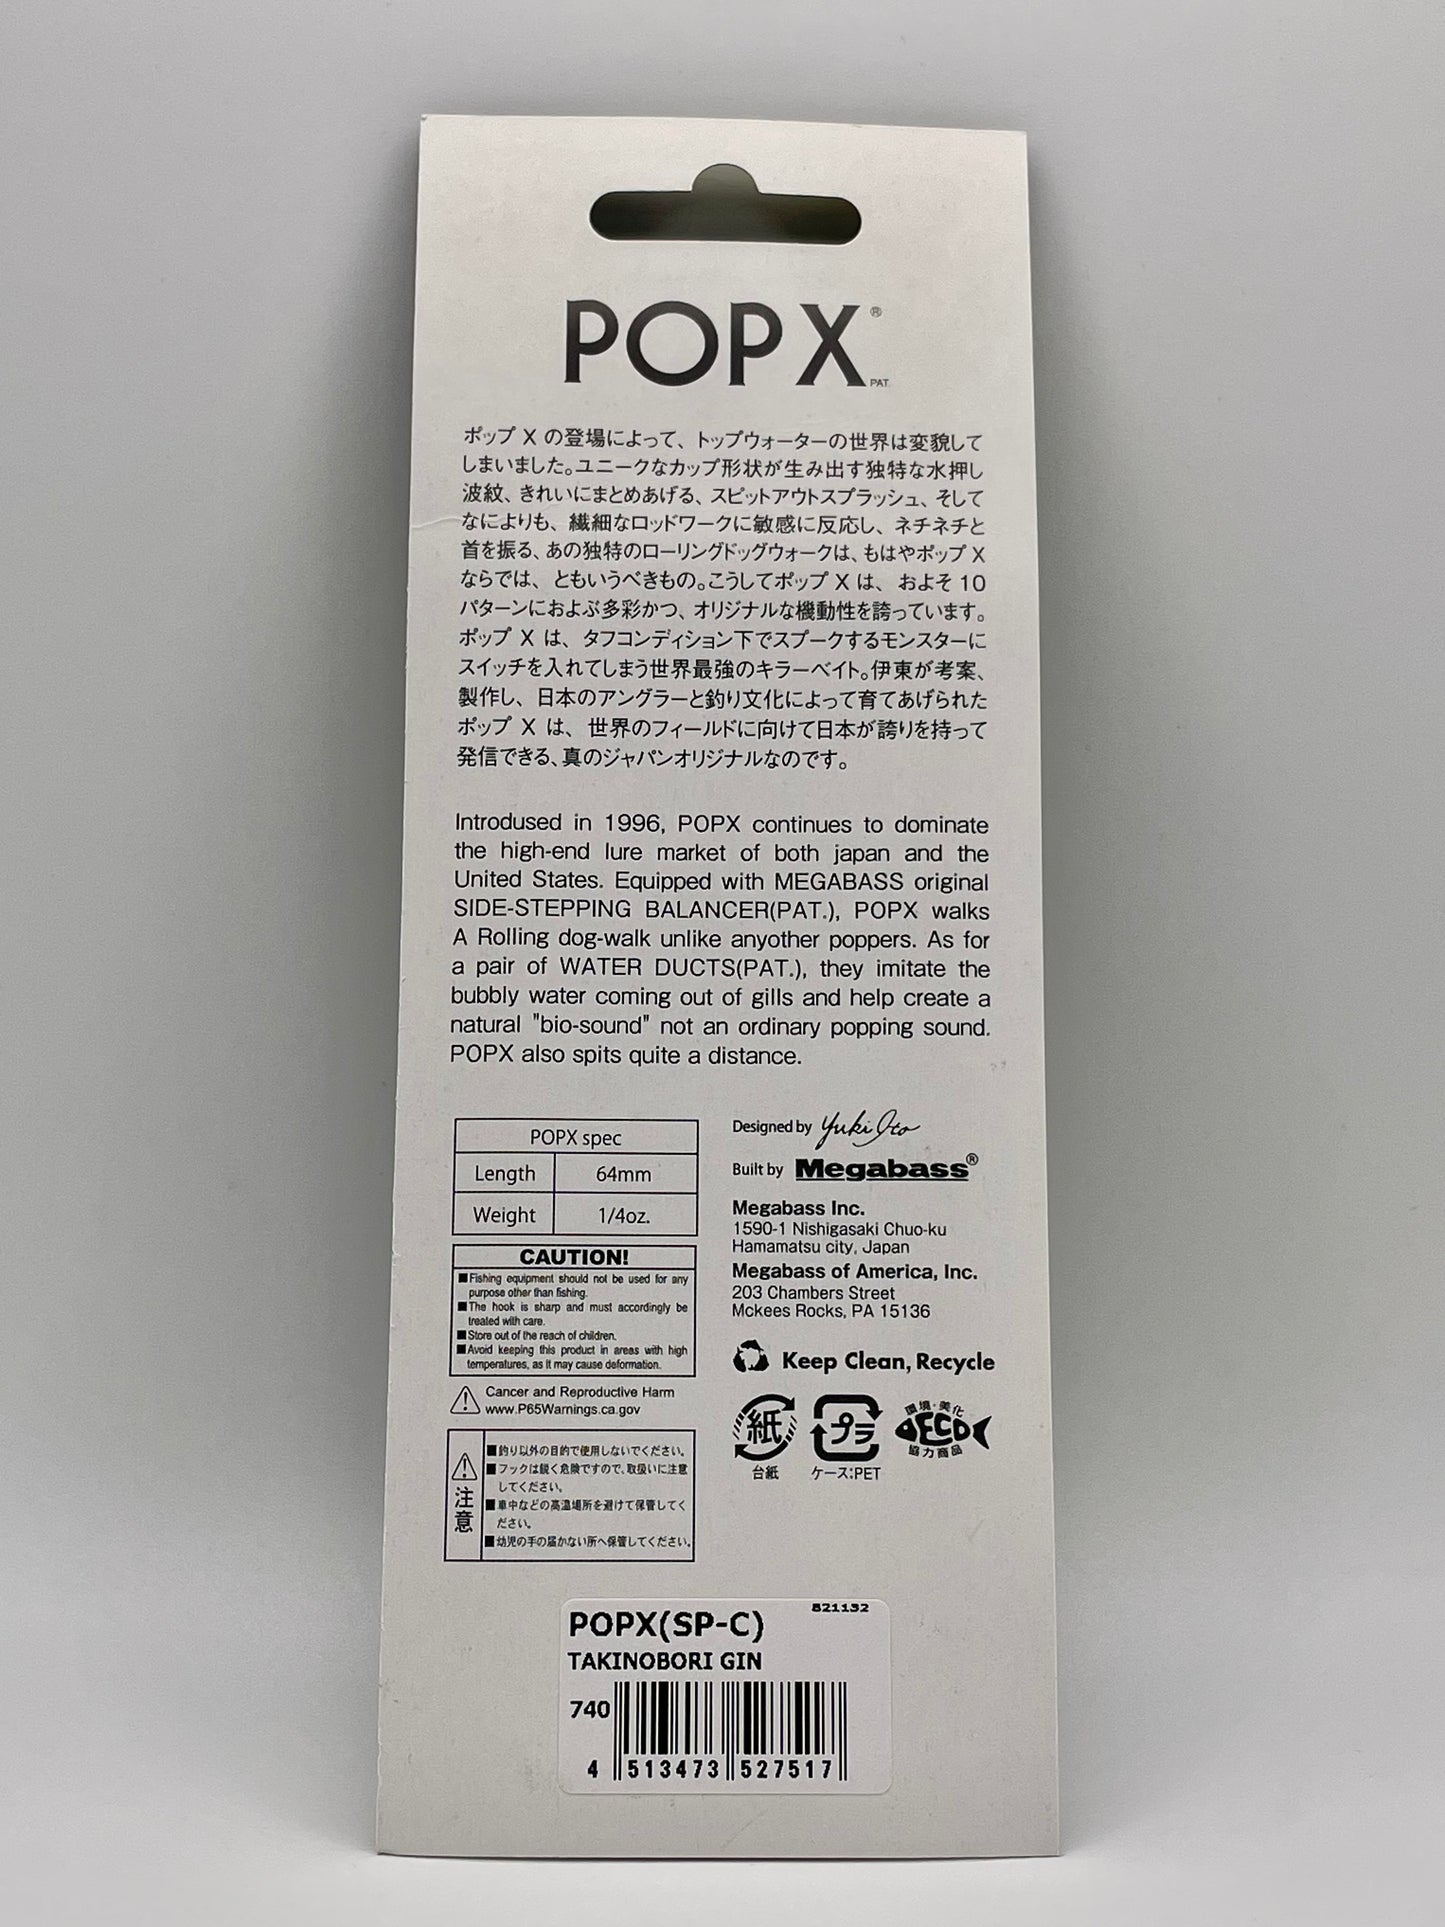 POPX®
PAT.
ポップ X の登場によって、トップウォーターの世界は変貌して
しまいました。ユニークなカップ形状が生み出す独特な水押し
波紋、きれいにまとめあげる、スピットアウトスプラッシュ、そして
なによりも、繊細なロッドワークに敏感に反応し、ネチネチと
首を振る、あの独特のローリングドッグウォークは、もはやポップ X
ならでは、ともいうべきもの。こうしてポップ X は、およそ 10
パターンにおよぶ多彩かつ、オリジナルな機動性を誇っています。
ポップ X は、タフコンディション下でスプークするモンスターに
スイッチを入れてしまう世界最強のキラーベイト。伊東が考案、
製作し、日本のアングラーと釣り文化によって育てあげられた
ポップ X は、世界のフィールドに向けて日本が誇りを持って
発信できる、真のジャパンオリジナルなのです。
Introdused in 1996, POPX continues to dominate
the high-end lure market of both japan and the
United States. Equipped with MEGABASS original
SIDE-STEPPING BALANCER(PAT.), POPX walks
A Rolling dog-walk unlike anyother poppers. As for
a pair of WATER DUCTS(PAT.), they imitate the
bubbly water coming out of gills and help create a
natural "bio-sound" not an ordinary popping sound.
POPX also spits quite a distance.
POPX spec
Length 64mm
Weight 1/4oz.
CAUTION!
■Fishing equipment should not be used for any
purpose other than fishing.
■The hook is sharp and must accordingly be
treated with care.
■Store out of the reach of children.
■Avoid keeping this product in areas with high
temperatures, as it may cause deformation.
Cancer and Reproductive Harm
www.P65Warnings.ca.gov
注意
■釣り以外の目的で使用しないでください。
■フックは鋭く危険ですので、取扱いに注意
してください。
■車中などの高温場所を避けて保管してく
ださい。
■幼児の手の届かない所へ保管してください。
Designed by Yuki Ito
Built by Megabass®
Megabass Inc.
1590-1 Nishigasaki Chuo-ku
Hamamatsu city, Japan
Megabass of America, Inc.
203 Chambers Street
Mckees Rocks, PA 15136
Keep Clean, Recycle
紙
台紙
プラ
ケース:PET
環境・美化
ECO
協力商品
821132
POPX(SP-C)
TAKINOBORI GIN
740
4 513473 527517